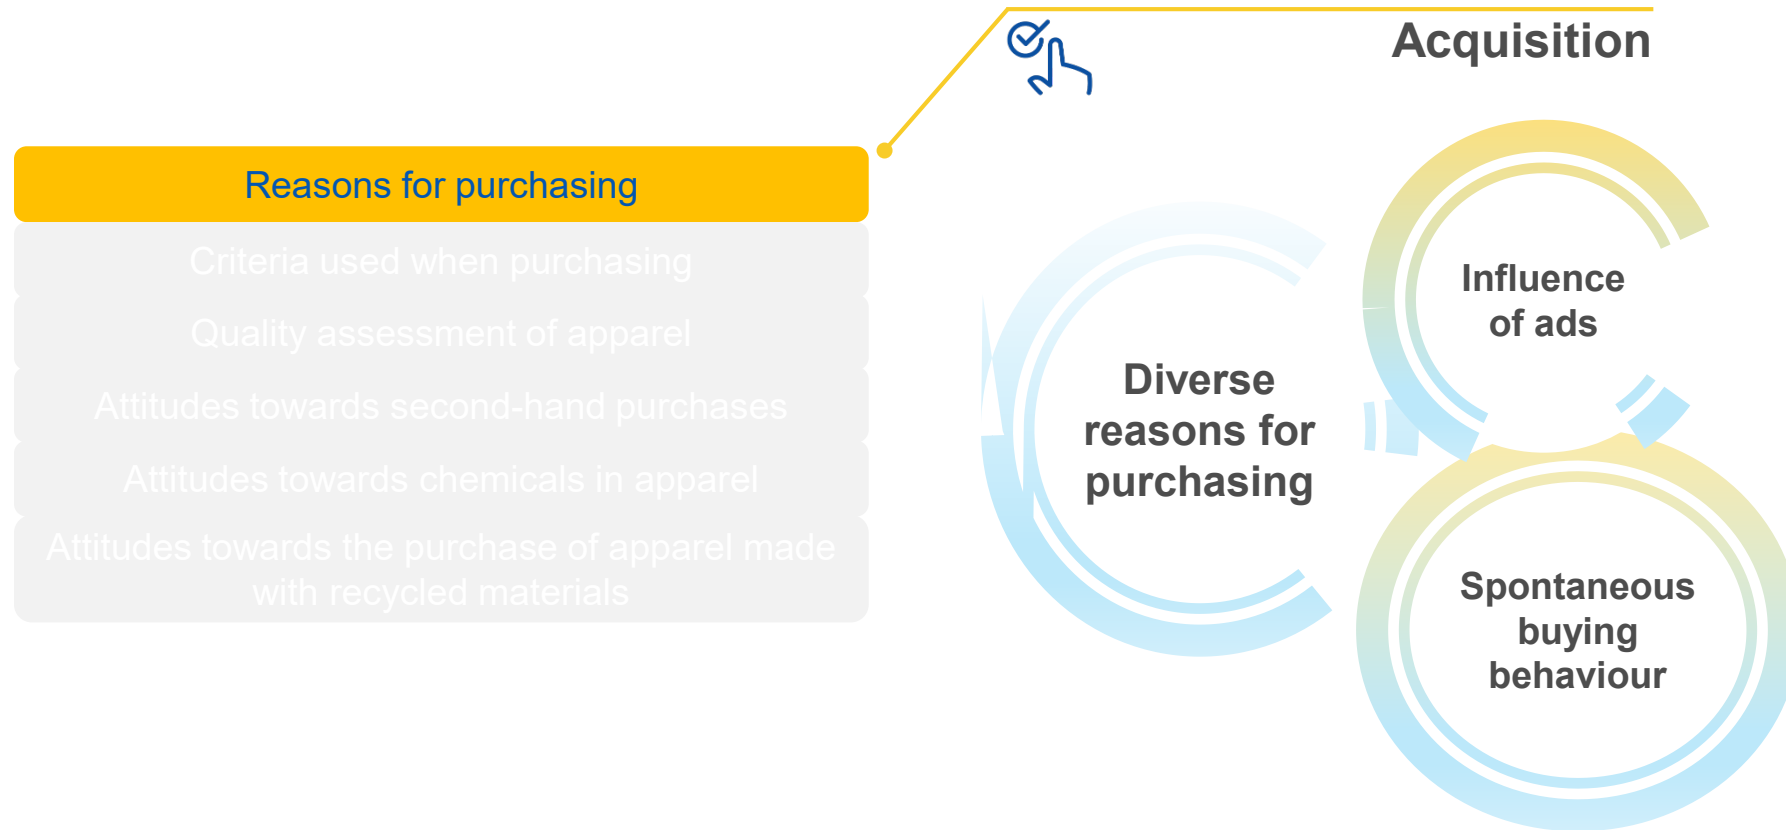 Acquisition
Reasons for purchasing
Criteria used when purchasing
Quality assessment of apparel
Attitudes towards second-hand purchases
Attitudes towards chemicals in apparel
Attitudes towards the purchase of apparel made
with recycled materials
Diverse
reasons for
purchasing
Influence
of ads
Spontaneous
buying
behaviour